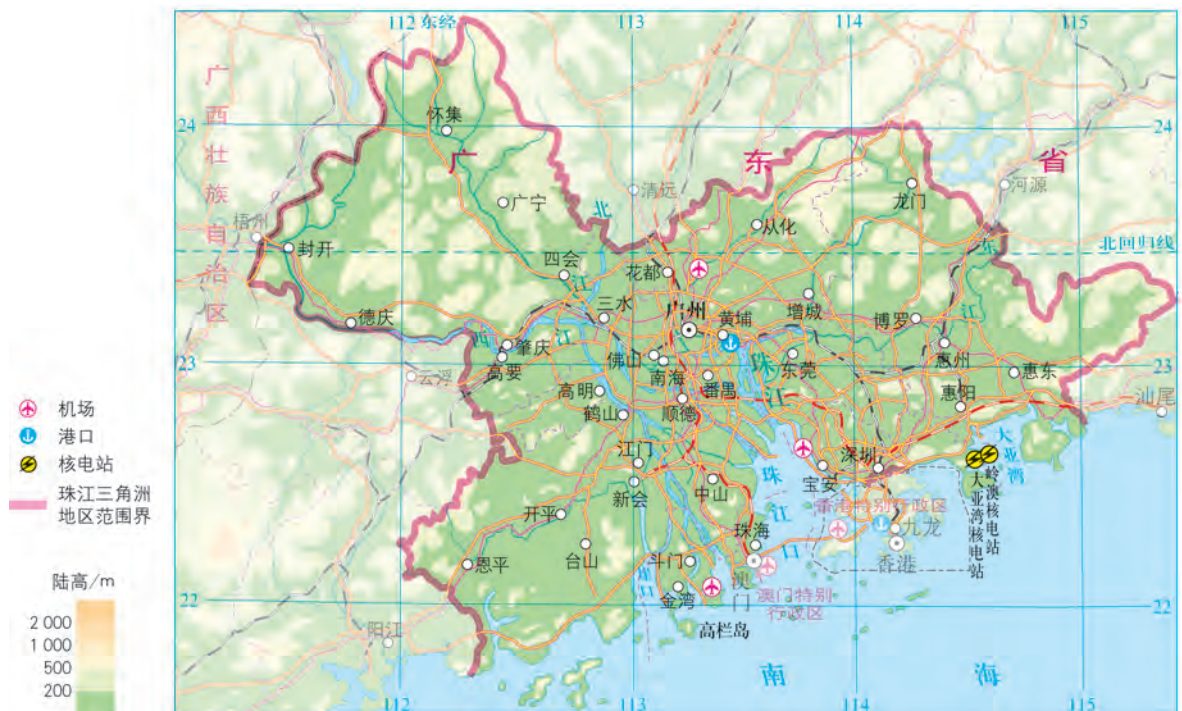 112东经
113
114
115
24
24
广西壮族自治区
广
东
省
怀集
广宁
北
清远
龙门
河源
从化
梧州
封开
东
北回归线
四会
花都
江
三水
广州
黄埔
增城
博罗
江
德庆
西
江
珠
23
肇庆
佛山
惠州
23
高要
南海
番禺
东莞
惠东
云浮
高明
顺德
江
惠阳
汕尾
鹤山
江门
深圳
大亚湾
宝安
珠江口
岭澳核电站
大亚湾核电站
新会
中山
香港特别行政区
开平
九龙
珠海
台山
斗门
香港
恩平
澳门
金湾
澳门特别
行政区
22
22
阳江
高栏岛
南
海
112
113
114
115
机场
港口
核电站
珠江三角洲
地区范围界
陆高/m
2 000
1 000
500
200